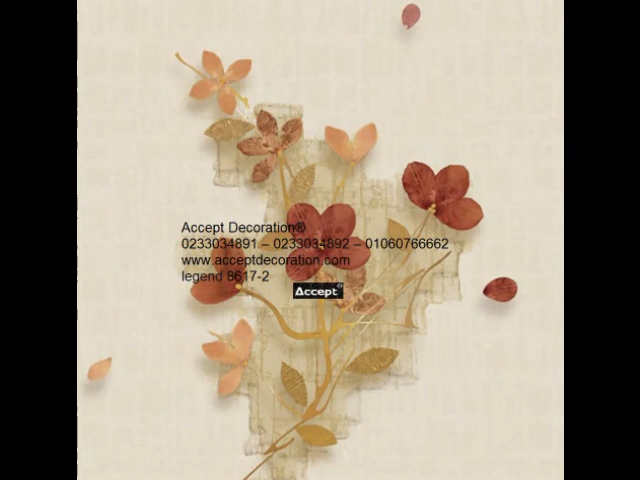 Accept Decoration®
0233034891 – 0233034892 – 01060766662
www.acceptdecoration.com
legend 8617-2
Accept®